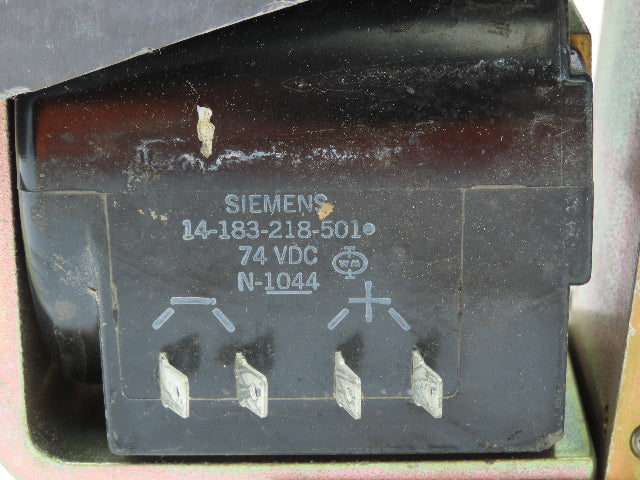 SIEMENS
14-183-218-501
74 VDC
N-1044
− +